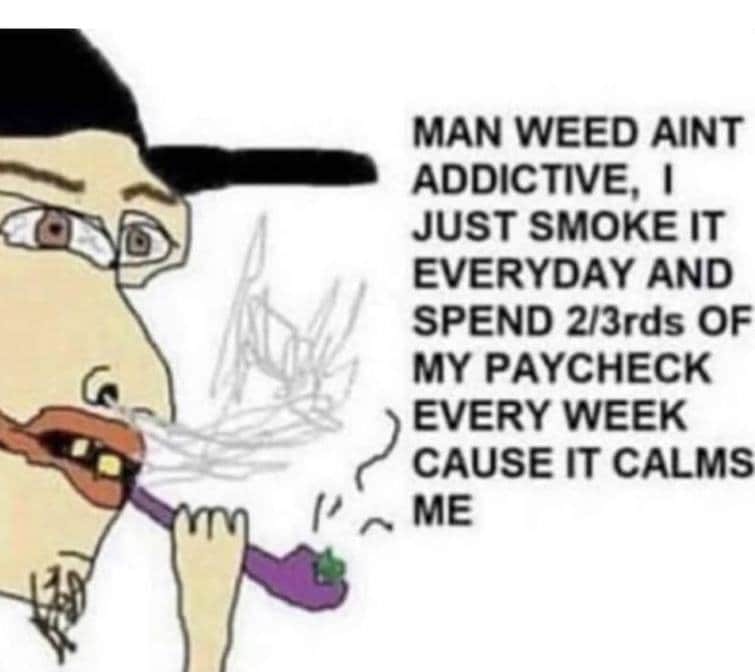 MAN WEED AINT
ADDICTIVE, I
JUST SMOKE IT
EVERYDAY AND
SPEND 2/3rds OF
MY PAYCHECK
EVERY WEEK
CAUSE IT CALMS
ME